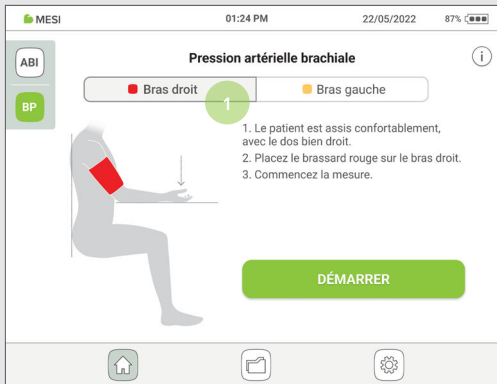 MESI
01:24 PM
22/05/2022
87%
ABI
BP
Pression artérielle brachiale
i
Bras droit
1
Bras gauche
1. Le patient est assis confortablement,
avec le dos bien droit.
2. Placez le brassard rouge sur le bras droit.
3. Commencez la mesure.
DÉMARRER